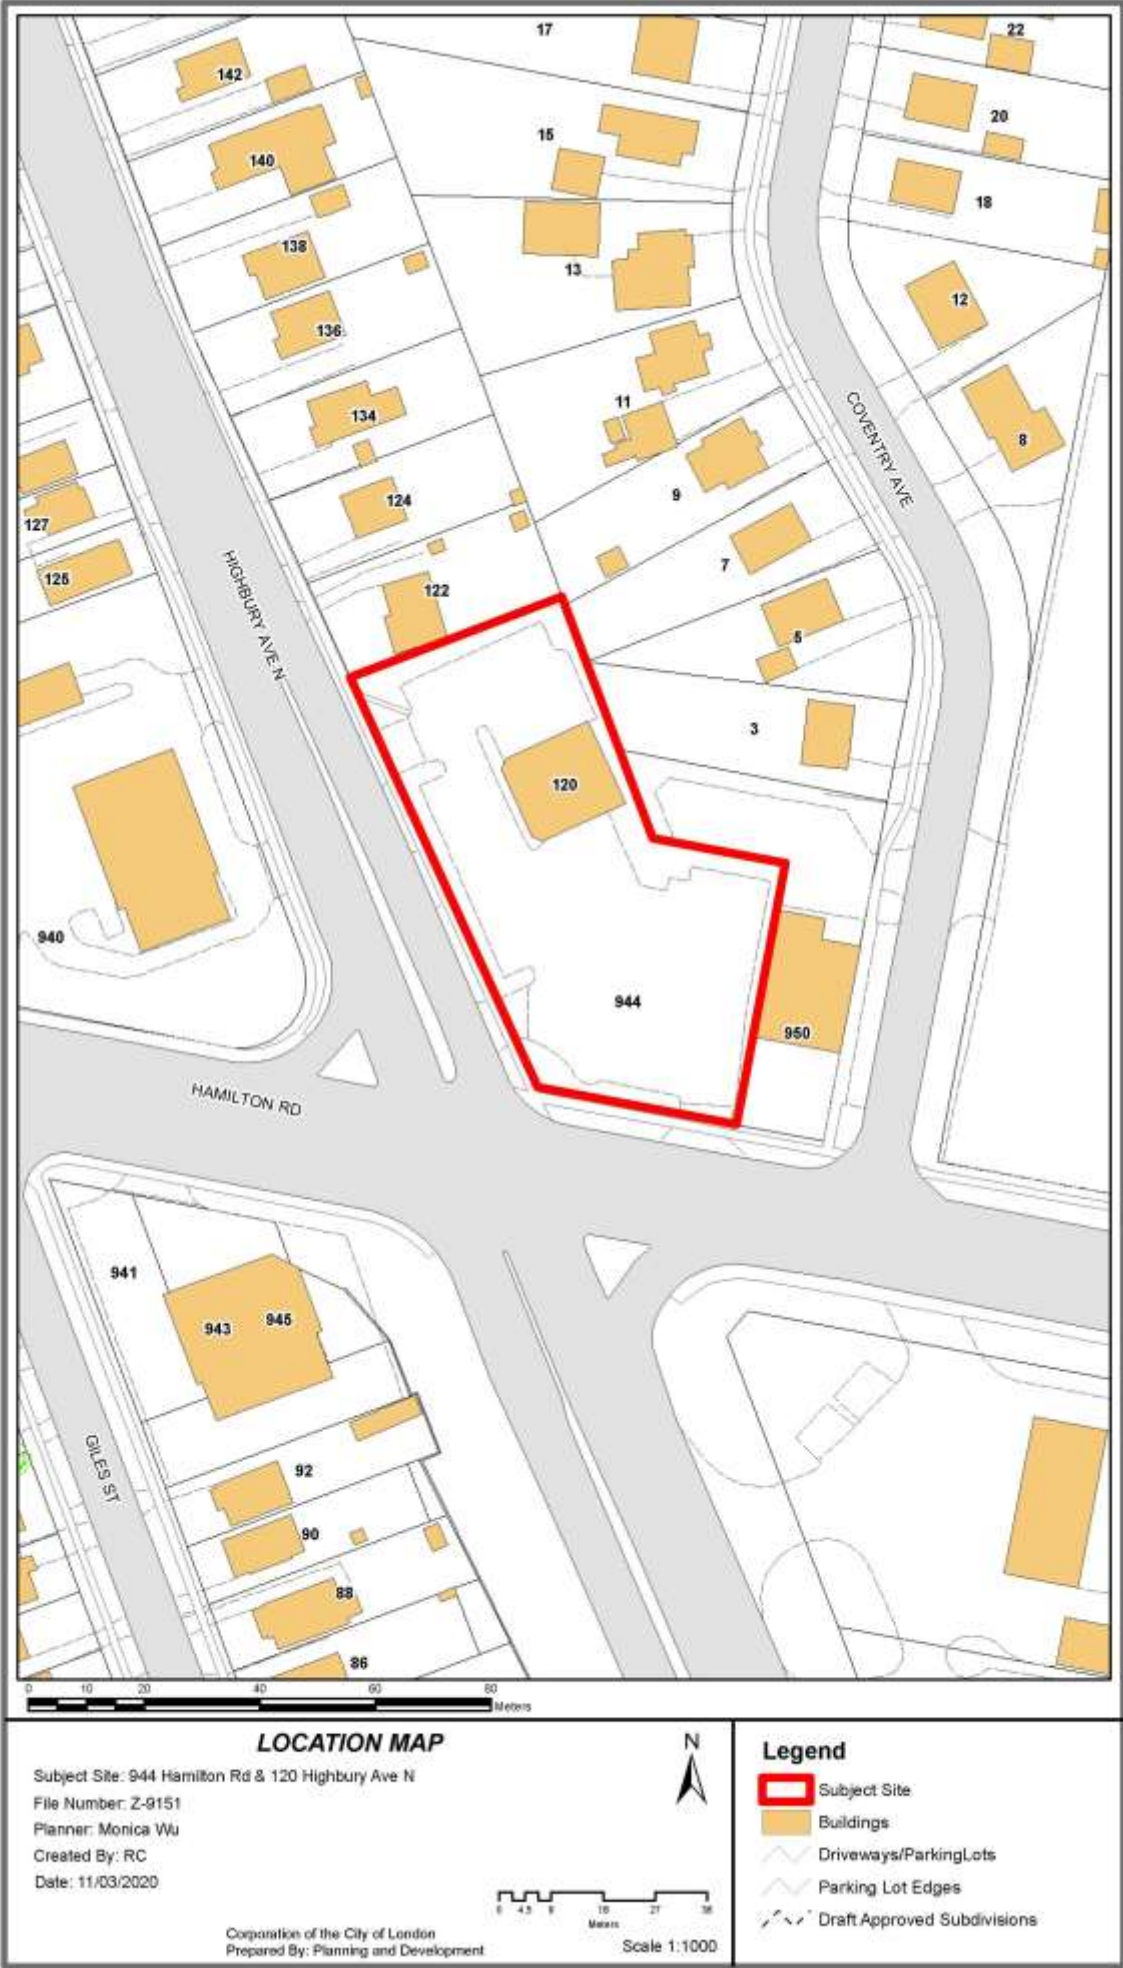 17
22
142
20
15
140
18
138
13
12
136
11
134
COVENTRY AVE
8
9
124
127
7
125
HIGHBURY AVE N
122
5
3
120
940
944
950
HAMILTON RD
941
943
945
GILES ST
92
90
88
86
0 10 20 40 60 80
Meters
LOCATION MAP
Subject Site: 944 Hamilton Rd & 120 Highbury Ave N
File Number: Z-9151
Planner: Monica Wu
Created By: RC
Date: 11/03/2020
Corporation of the City of London
Prepared By: Planning and Development
N
0 4.5 9 18 27 36
Meters
Scale 1:1000
Legend
Subject Site
Buildings
Driveways/ParkingLots
Parking Lot Edges
Draft Approved Subdivisions